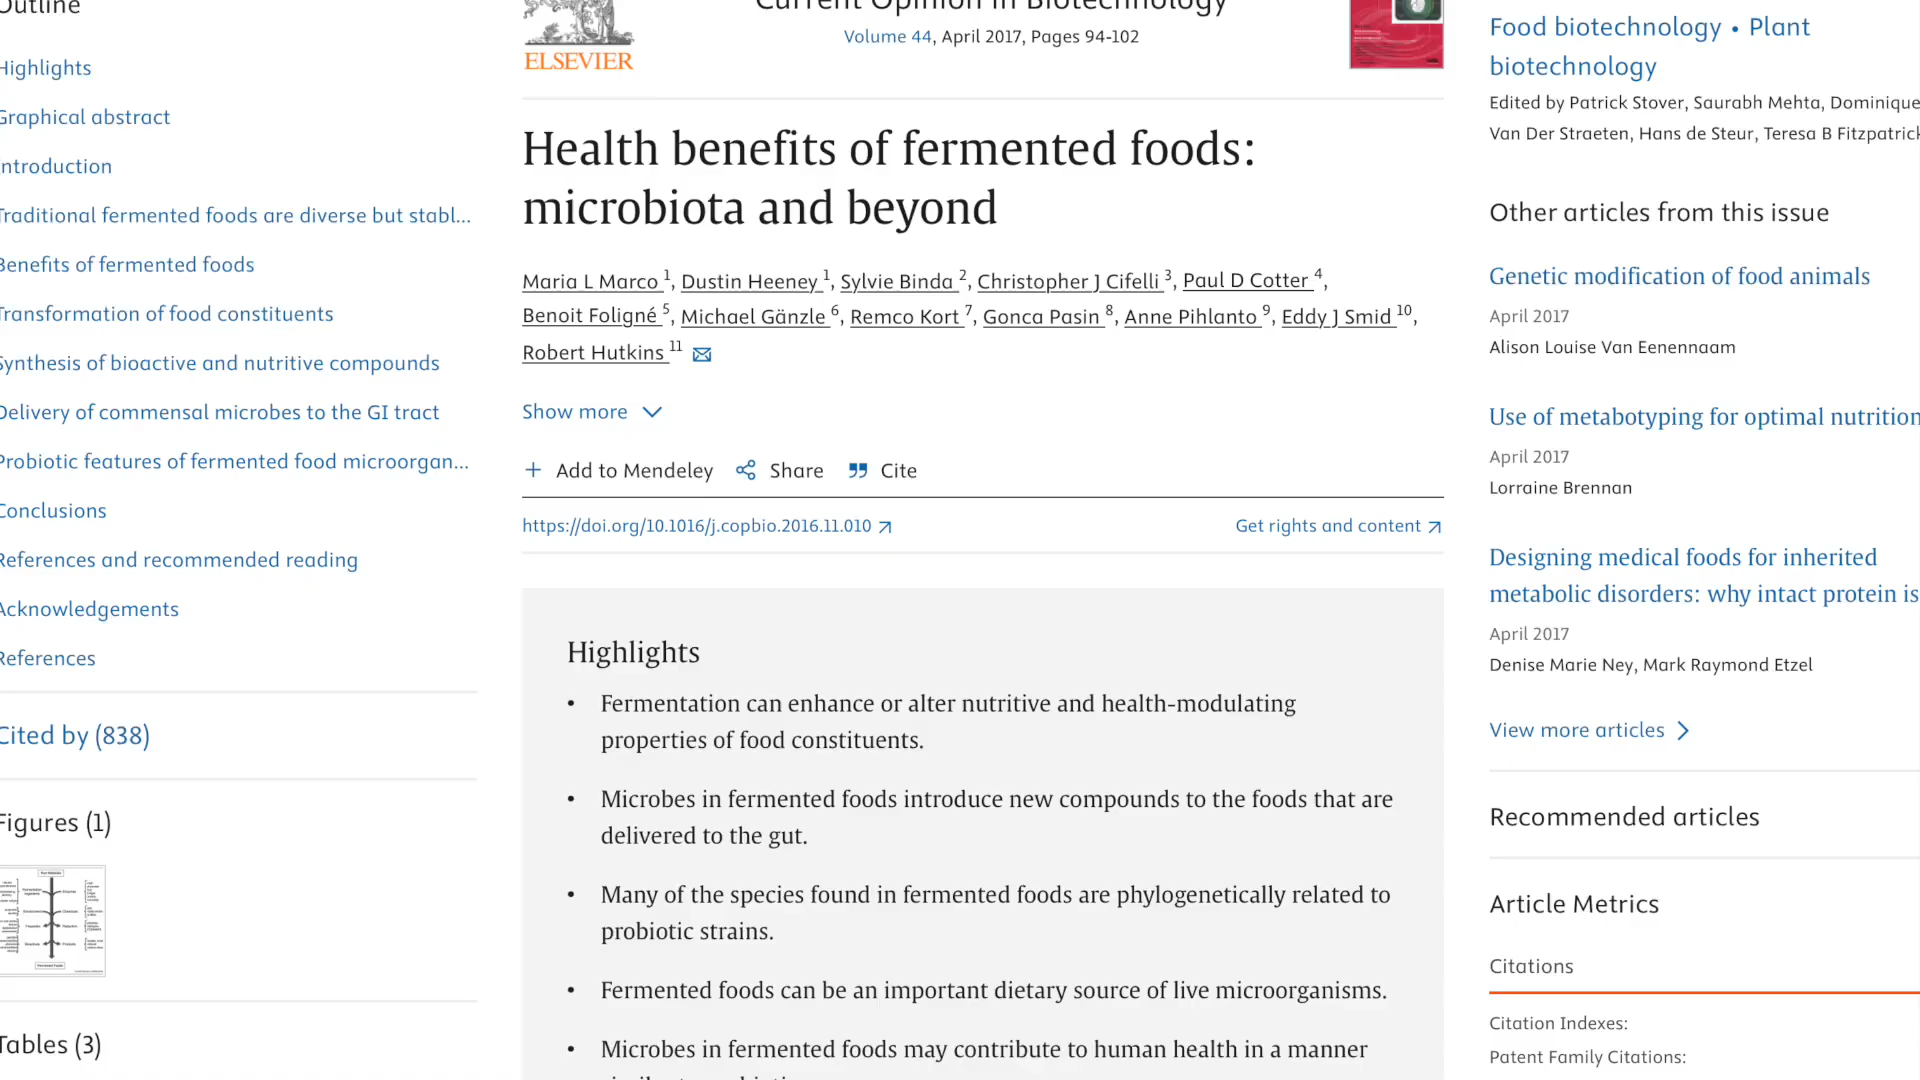 Outline
Highlights
Graphical abstract
Introduction
Traditional fermented foods are diverse but stabl...
Benefits of fermented foods
Transformation of food constituents
Synthesis of bioactive and nutritive compounds
Delivery of commensal microbes to the GI tract
Probiotic features of fermented food microorgan...
Conclusions
References and recommended reading
Acknowledgements
References
Cited by (838)
Figures (1)
Tables (3)
Current Opinion in Biotechnology
Volume 44, April 2017, Pages 94-102
ELSEVIER
Health benefits of fermented foods:
microbiota and beyond
Maria L Marco 1, Dustin Heeney 1, Sylvie Binda 2, Christopher J Cifelli 3, Paul D Cotter 4,
Benoit Foligné 5, Michael Gänzle 6, Remco Kort 7, Gonca Pasin 8, Anne Pihlanto 9, Eddy J Smid 10,
Robert Hutkins 11
Show more
+ Add to Mendeley Share Cite
https://doi.org/10.1016/j.copbio.2016.11.010 Get rights and content
Highlights
• Fermentation can enhance or alter nutritive and health-modulating
properties of food constituents.
• Microbes in fermented foods introduce new compounds to the foods that are
delivered to the gut.
• Many of the species found in fermented foods are phylogenetically related to
probiotic strains.
• Fermented foods can be an important dietary source of live microorganisms.
• Microbes in fermented foods may contribute to human health in a manner
Food biotechnology • Plant
biotechnology
Edited by Patrick Stover, Saurabh Mehta, Dominique
Van Der Straeten, Hans de Steur, Teresa B Fitzpatrick
Other articles from this issue
Genetic modification of food animals
April 2017
Alison Louise Van Eenennaam
Use of metabotyping for optimal nutrition
April 2017
Lorraine Brennan
Designing medical foods for inherited
metabolic disorders: why intact protein is
April 2017
Denise Marie Ney, Mark Raymond Etzel
View more articles
Recommended articles
Article Metrics
Citations
Citation Indexes:
Patent Family Citations: